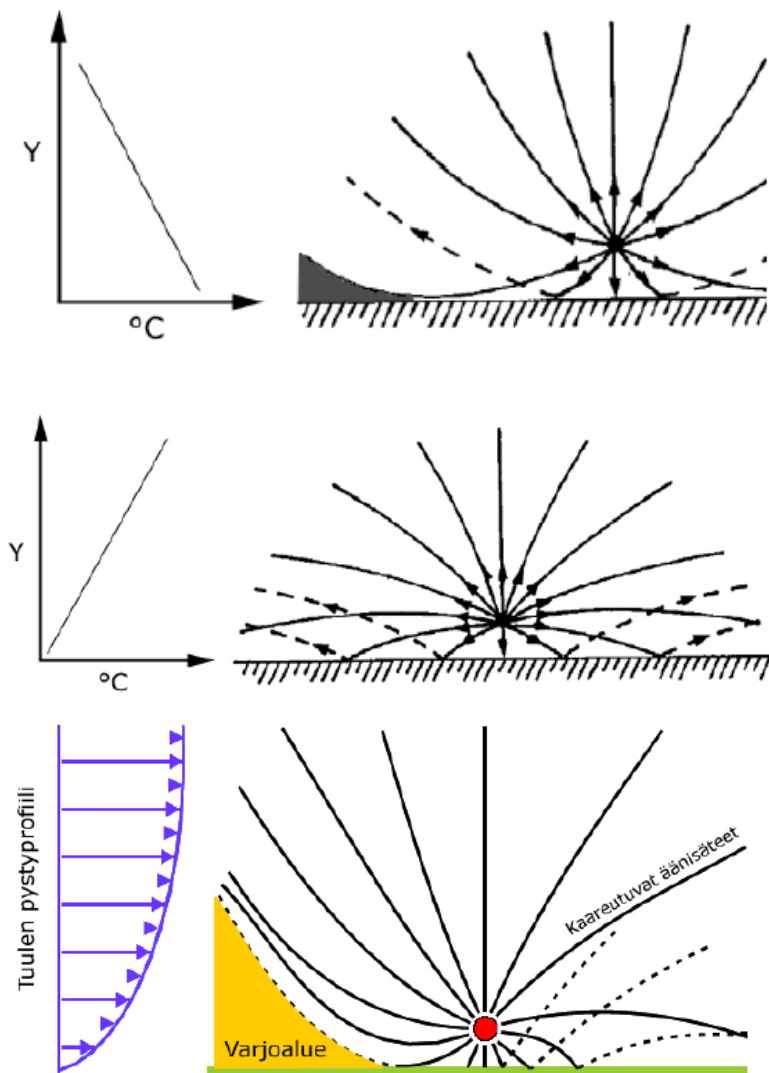 Y
°C
Y
°C
Tuulen pystyprofiili
Kaareutuvat äänisäteet
Varjoalue